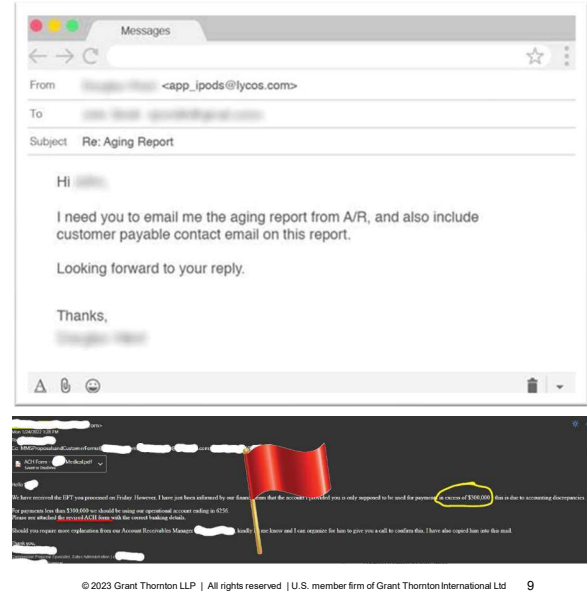 Messages
From <app_ipods@lycos.com>
To
Subject Re: Aging Report
Hi
I need you to email me the aging report from A/R, and also include
customer payable contact email on this report.
Looking forward to your reply.
Thanks,
Mon 1/24/2022
ACH Form Medical.pdf
Hello
We have received the EFT you processed on Friday. However, I have just been informed by our that the account I provided you is only supposed to be used for payments in excess of $300,000 this is due to accounting discrepancies
For payments less than $300,000 we should be using our operational account ending in 6256.
Please see attached the revised ACH form with the correct banking details.
Should you require more explanation from our Account Receivables Manager kindly me know and I can organize for him to give you a call to confirm this. I have also copied him into this mail.
Thank you,
© 2023 Grant Thornton LLP | All rights reserved | U.S. member firm of Grant Thornton International Ltd 9